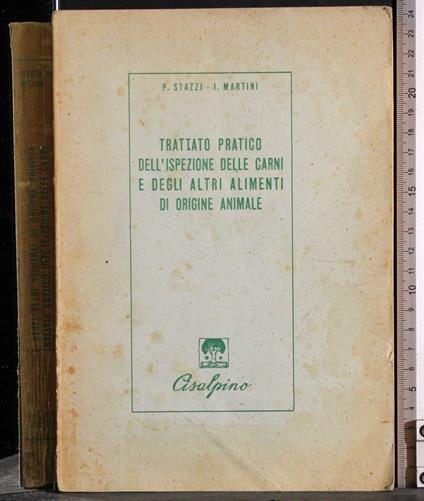 P. STAZZI - I. MARTINI
TRATTATO PRATICO
DELL'ISPEZIONE DELLE CARNI
E DEGLI ALTRI ALIMENTI
DI ORIGINE ANIMALE
Cisalpino